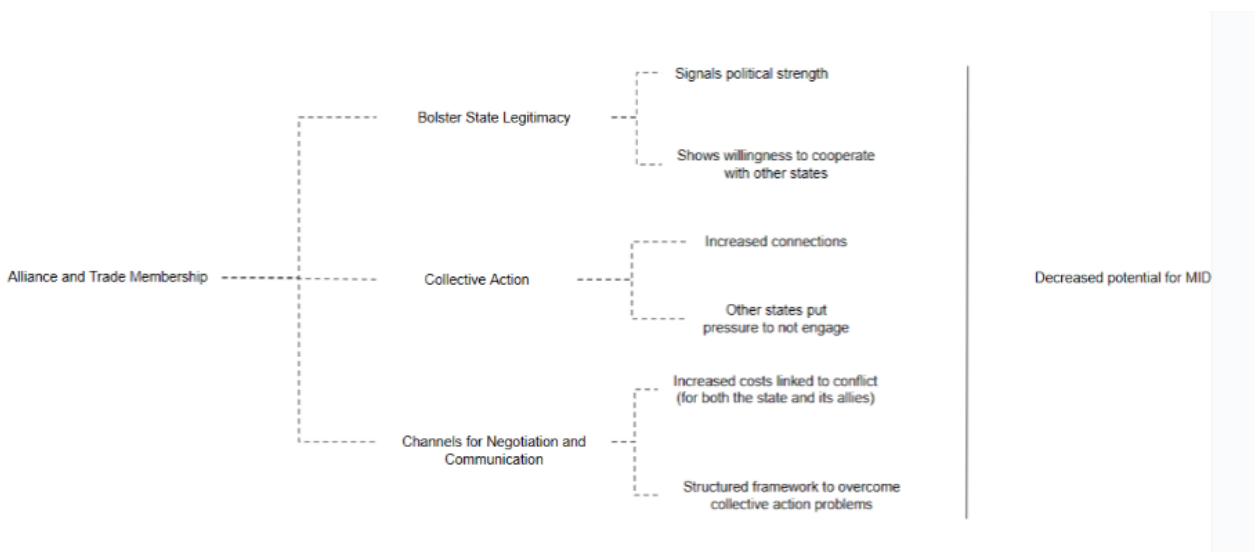 Signals political strength
Bolster State Legitimacy
Shows willingness to cooperate
with other states
Increased connections
Alliance and Trade Membership
Collective Action
Decreased potential for MID
Other states put
pressure to not engage
Increased costs linked to conflict
(for both the state and its allies)
Channels for Negotiation and
Communication
Structured framework to overcome
collective action problems